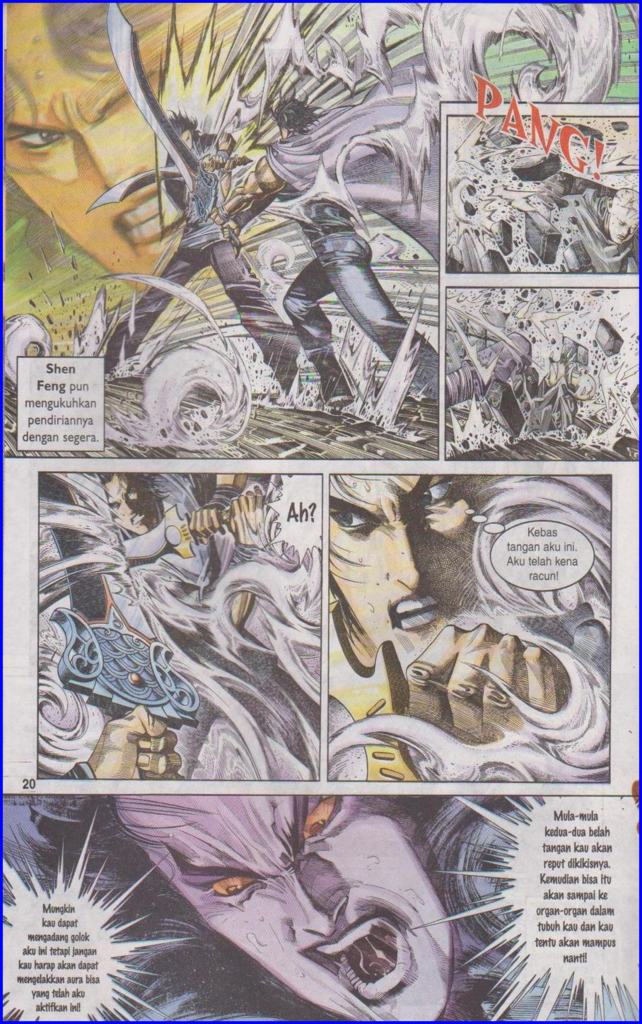 PANG!
Shen
Feng pun
mengukuhkan
pendiriannya
dengan segera.
Ah?
Kebas
tangan aku ini.
Aku telah kena
racun!
20
Mungkin
kau dapat
mengadang golok
aku ini tetapi jangan
kau harap akan dapat
mengelakkan aura bisa
yang telah aku
aktifkan ini!
Mula-mula
kedua-dua belah
tangan kau akan
reput dikikisnya.
Kemudian bisa itu
akan sampai ke
organ-organ dalam
tubuh kau dan kau
tentu akan mampus
nanti!